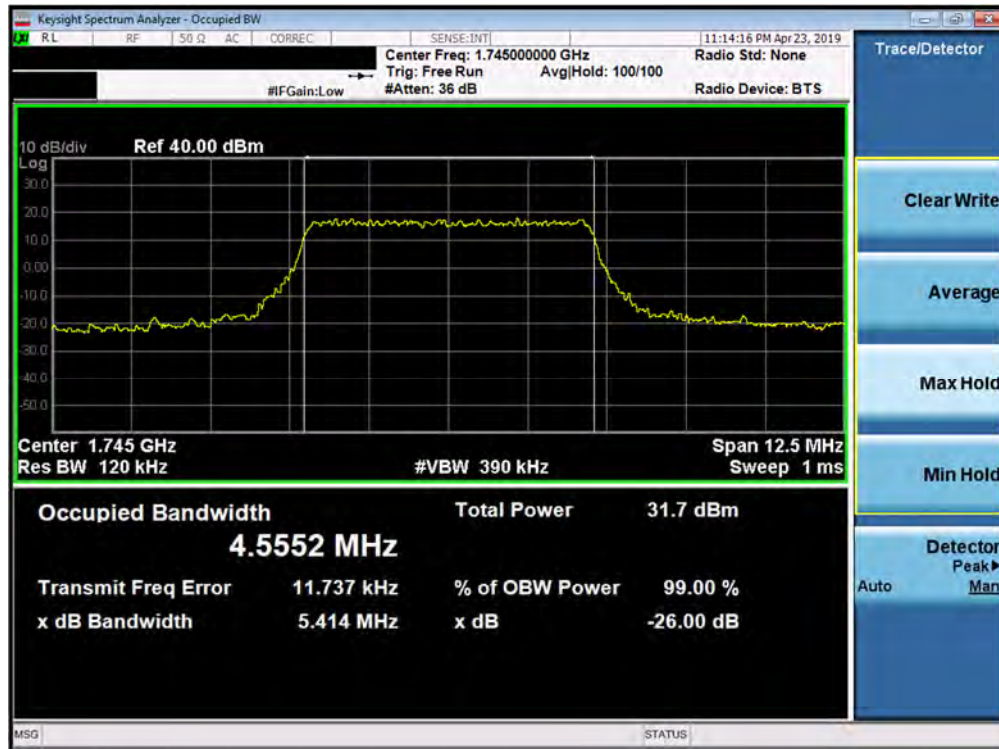 Keysight Spectrum Analyzer - Occupied BW
LXI RL RF 50 Ω AC CORREC SENSE:INT 11:14:16 PM Apr 23, 2019
Center Freq: 1.745000000 GHz Radio Std: None
Trig: Free Run Avg|Hold: 100/100
#IFGain:Low #Atten: 36 dB Radio Device: BTS
10 dB/div Ref 40.00 dBm
Log
30.0
20.0
10.0
0.00
-10.0
-20.0
-30.0
-40.0
-50.0
Center 1.745 GHz Span 12.5 MHz
Res BW 120 kHz #VBW 390 kHz Sweep 1 ms
Occupied Bandwidth Total Power 31.7 dBm
4.5552 MHz
Transmit Freq Error 11.737 kHz % of OBW Power 99.00 %
x dB Bandwidth 5.414 MHz x dB -26.00 dB
MSG STATUS
Trace/Detector
Clear Write
Average
Max Hold
Min Hold
Detector
Peak
Auto Man